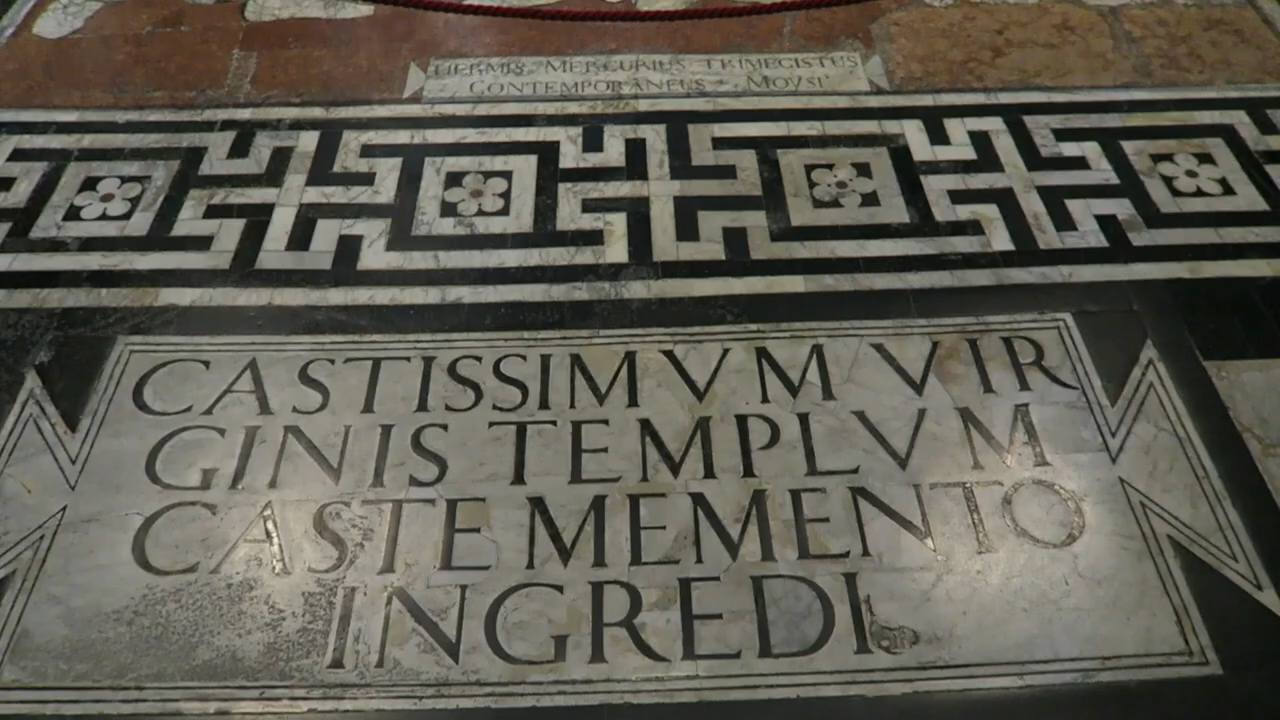 HERMIS MERCURIUS TRIMEGISTUS
CONTEMPORANEUS MOYSI
CASTISSIMVM VIR
GINIS TEMPLVM
CASTE MEMENTO
INGREDI